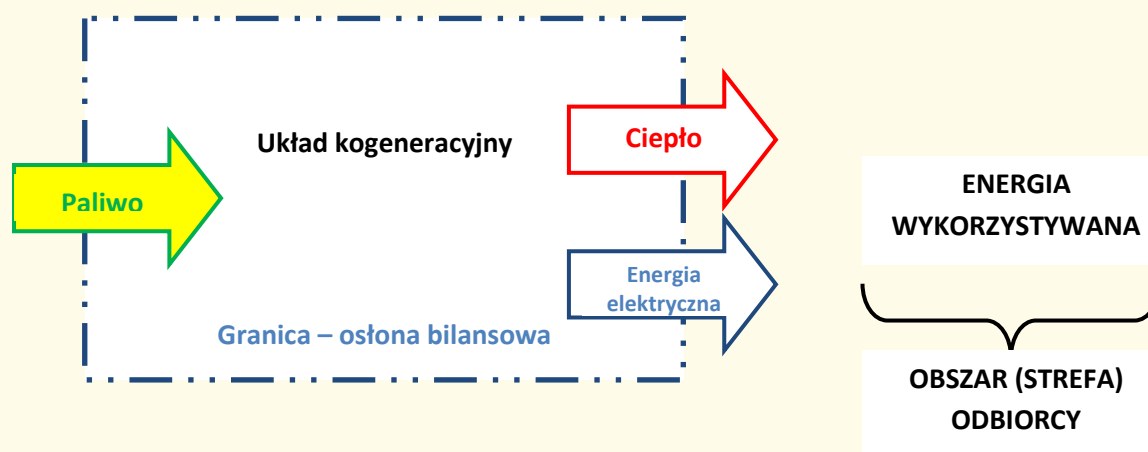 Układ kogeneracyjny
Ciepło
Paliwo
ENERGIA
WYKORZYSTYWANA
Energia
elektryczna
Granica – osłona bilansowa
OBSZAR (STREFA)
ODBIORCY